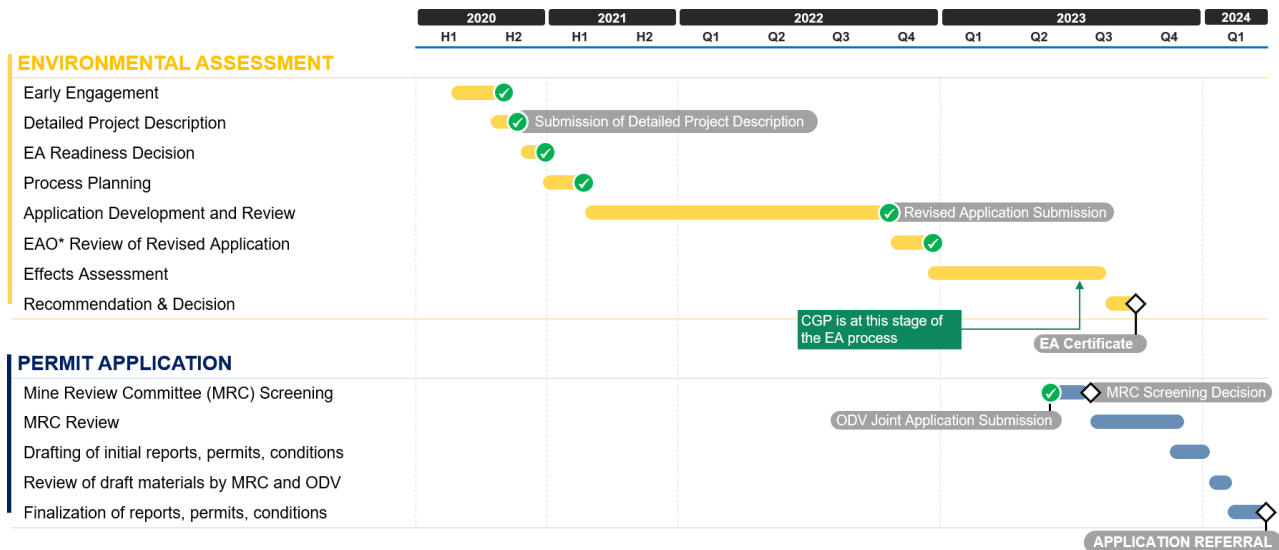 2020 2021 2022 2023 2024
H1 H2 H1 H2 Q1 Q2 Q3 Q4 Q1 Q2 Q3 Q4 Q1
ENVIRONMENTAL ASSESSMENT
Early Engagement
Detailed Project Description Submission of Detailed Project Description
EA Readiness Decision
Process Planning
Application Development and Review Revised Application Submission
EAO* Review of Revised Application
Effects Assessment
Recommendation & Decision
CGP is at this stage of
the EA process
EA Certificate
PERMIT APPLICATION
Mine Review Committee (MRC) Screening MRC Screening Decision
MRC Review ODV Joint Application Submission
Drafting of initial reports, permits, conditions
Review of draft materials by MRC and ODV
Finalization of reports, permits, conditions
APPLICATION REFERRAL